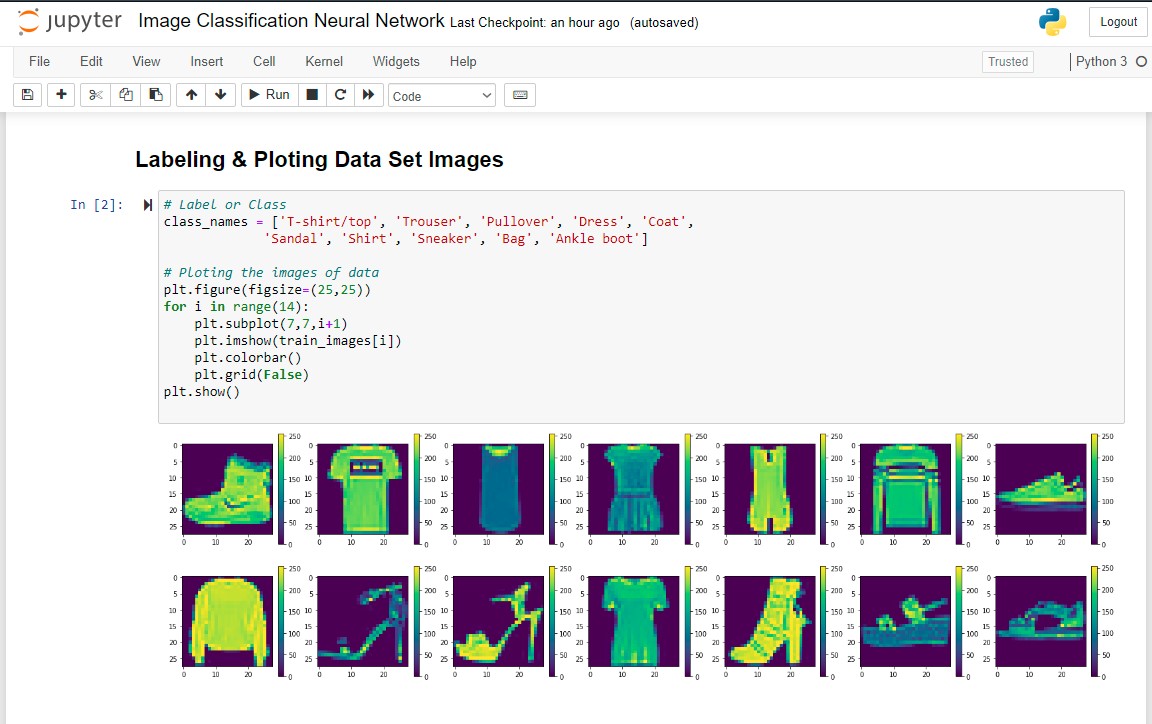 jupyter Image Classification Neural Network Last Checkpoint: an hour ago (autosaved) Logout
File Edit View Insert Cell Kernel Widgets Help Trusted Python 3
Run Code
Labeling & Ploting Data Set Images
In [2]: # Label or Class
class_names = ['T-shirt/top', 'Trouser', 'Pullover', 'Dress', 'Coat',
'Sandal', 'Shirt', 'Sneaker', 'Bag', 'Ankle boot']
# Ploting the images of data
plt.figure(figsize=(25,25))
for i in range(14):
plt.subplot(7,7,i+1)
plt.imshow(train_images[i])
plt.colorbar()
plt.grid(False)
plt.show()
0 250 0 250 0 250 0 250 0 250 0 250 0 250
5 200 5 200 5 200 5 200 5 200 5 200 5 200
10 150 10 150 10 150 10 150 10 150 10 150 10 150
15 100 15 100 15 100 15 100 15 100 15 100 15 100
20 50 20 50 20 50 20 50 20 50 20 50 20 50
25 25 25 25 25 25 25
0 10 20 0 0 10 20 0 0 10 20 0 0 10 20 0 0 10 20 0 0 10 20 0 0 10 20 0
0 250 0 250 0 250 0 250 0 250 0 250 0 250
5 200 5 200 5 200 5 200 5 200 5 200 5 200
10 150 10 150 10 150 10 150 10 150 10 150 10 150
15 100 15 100 15 100 15 100 15 100 15 100 15 100
20 50 20 50 20 50 20 50 20 50 20 50 20 50
25 25 25 25 25 25 25
0 10 20 0 0 10 20 0 0 10 20 0 0 10 20 0 0 10 20 0 0 10 20 0 0 10 20 0